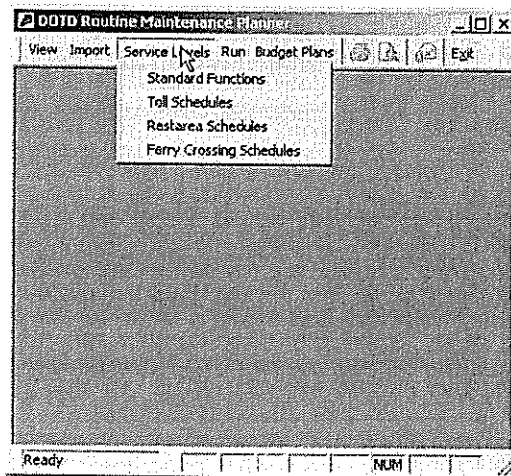 DOTD Routine Maintenance Planner
View Import Service Levels Run Budget Plans Exit
Standard Functions
Toll Schedules
Restarea Schedules
Ferry Crossing Schedules
Ready NUM